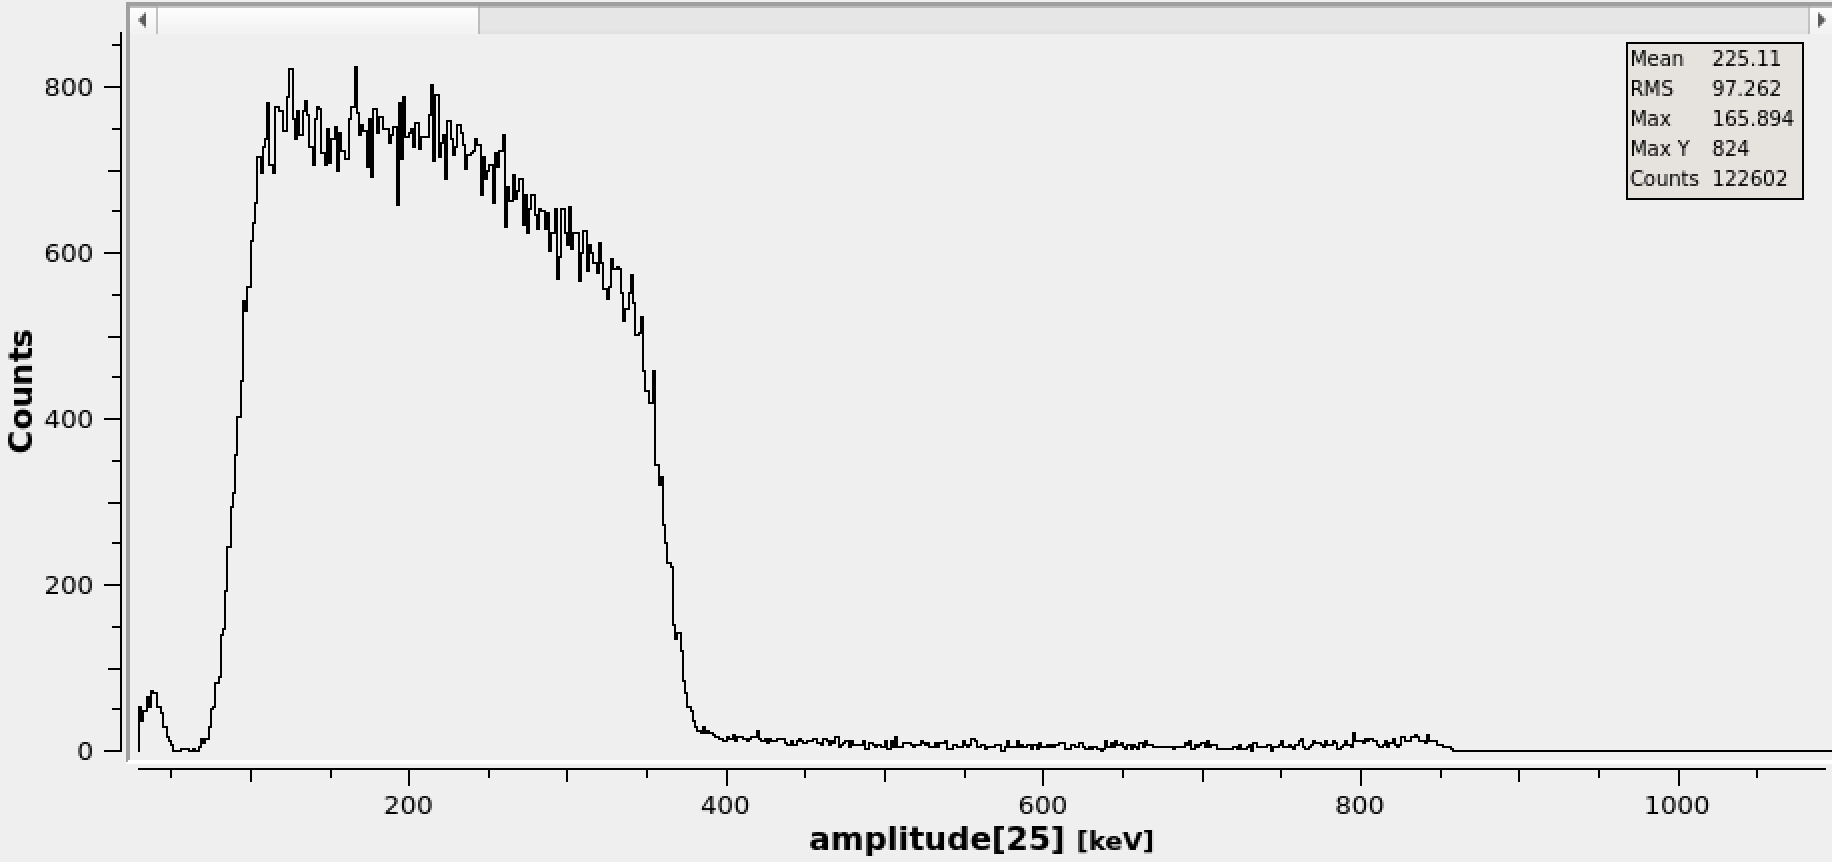 Mean 225.11
RMS 97.262
Max 165.894
Max Y 824
Counts 122602
800
600
400
200
0
Counts
200 400 600 800 1000
amplitude[25] [keV]